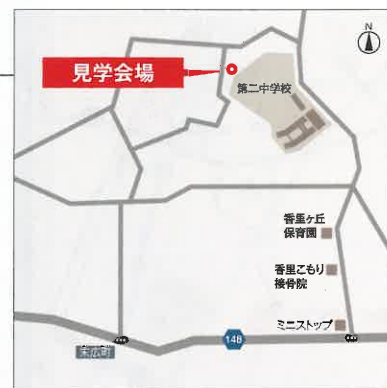 N
見学会場
第二中学校
香里ヶ丘
保育園
香里こもり
接骨院
ミニストップ
148
末広町